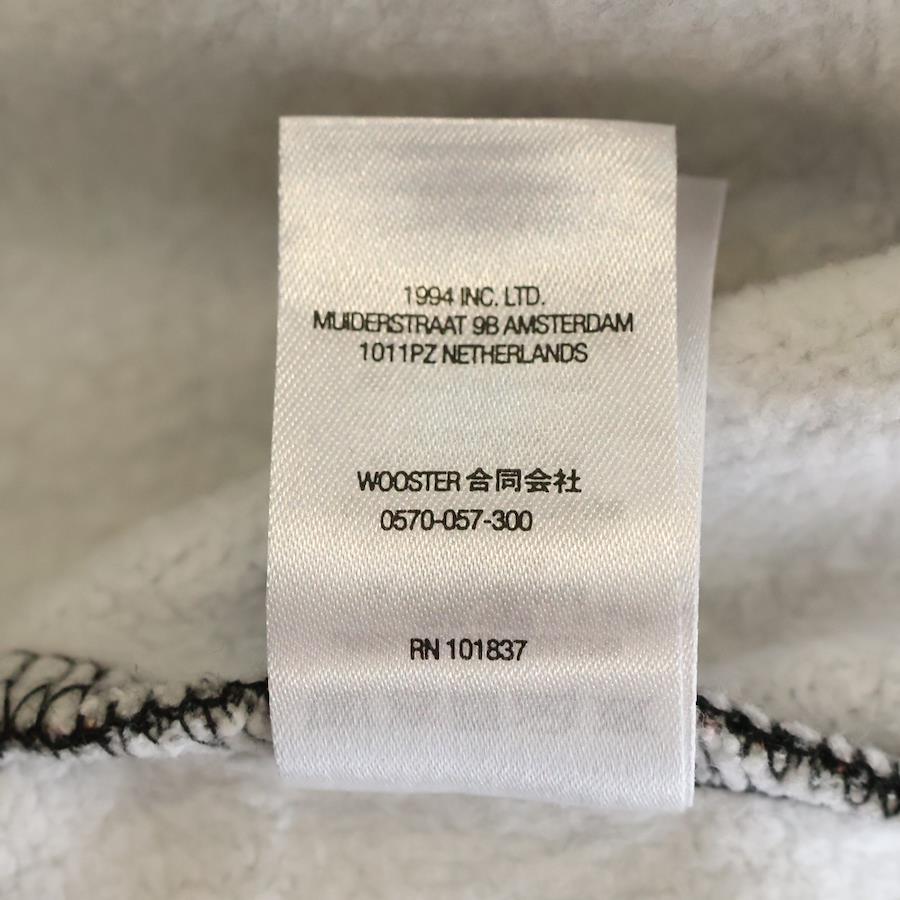 1994 INC. LTD.
MUIDERSTRAAT 9B AMSTERDAM
1011PZ NETHERLANDS
WOOSTER 合同会社
0570-057-300
RN 101837